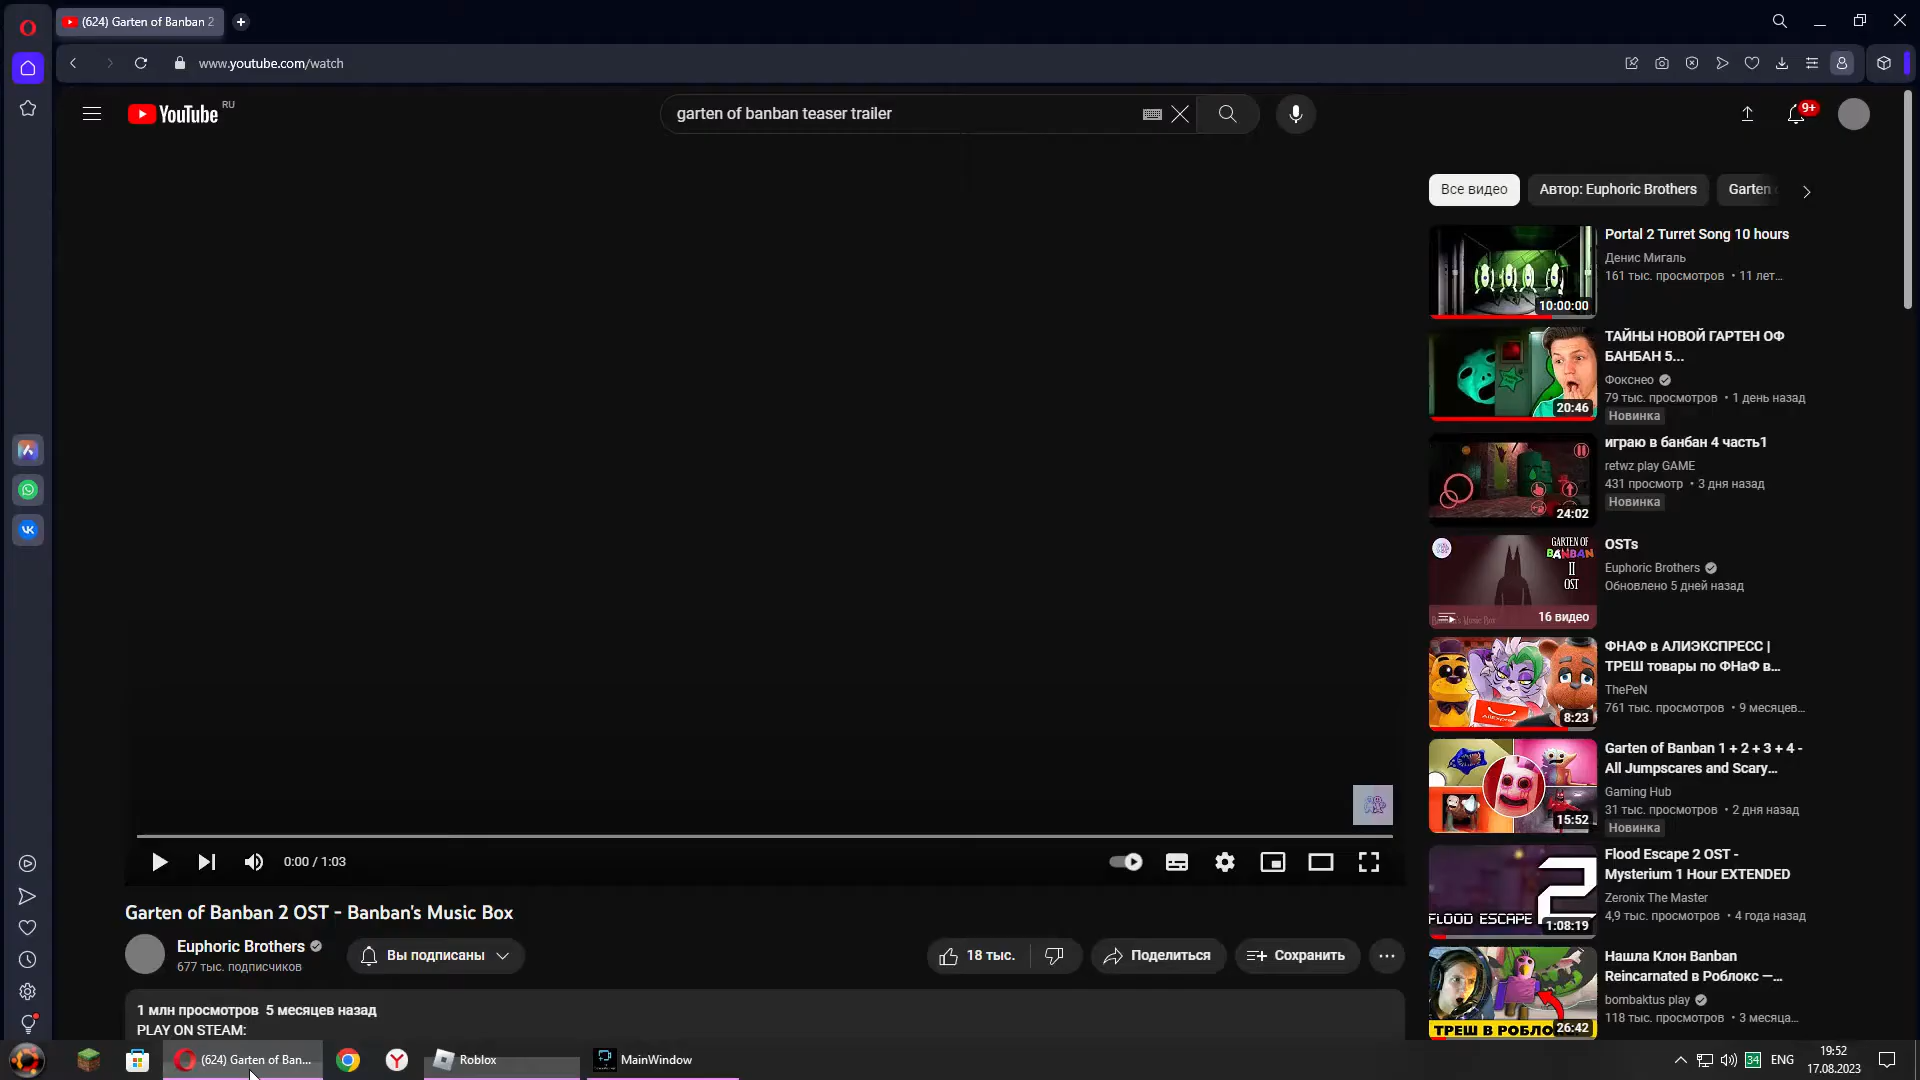 (624) Garten of Banban 2
www.youtube.com/watch
YouTube
RU
garten of banban teaser trailer
9+
Все видео
Автор: Euphoric Brothers
Garten
Portal 2 Turret Song 10 hours
Денис Мигаль
161 тыс. просмотров • 11 лет...
10:00:00
ТАЙНЫ НОВОЙ ГАРТЕН ОФ
БАНБАН 5...
Фокснео
79 тыс. просмотров • 1 день назад
Новинка
20:46
играю в банбан 4 часть1
retwz play GAME
431 просмотр • 3 дня назад
Новинка
24:02
OSTs
Euphoric Brothers
Обновлено 5 дней назад
GARTEN OF
BANBAN
II
OST
Banban's Music Box
16 видео
ФНАФ в АЛИЭКСПРЕСС |
ТРЕШ товары по ФНаФ в...
ThePeN
761 тыс. просмотров • 9 месяцев...
8:23
Garten of Banban 1 + 2 + 3 + 4 -
All Jumpscares and Scary...
Gaming Hub
31 тыс. просмотров • 2 дня назад
Новинка
15:52
Flood Escape 2 OST -
Mysterium 1 Hour EXTENDED
Zeronix The Master
4,9 тыс. просмотров • 4 года назад
2
FLOOD ESCAPE
1:08:19
Нашла Клон Banban
Reincarnated в Роблокс —...
bombaktus play
118 тыс. просмотров • 3 месяца...
ТРЕШ В РОБЛО
26:42
0:00 / 1:03
Garten of Banban 2 OST - Banban's Music Box
Euphoric Brothers
677 тыс. подписчиков
Вы подписаны
18 тыс.
Поделиться
Сохранить
1 млн просмотров 5 месяцев назад
PLAY ON STEAM:
(624) Garten of Ban...
Roblox
MainWindow
34
ENG
19:52
17.08.2023